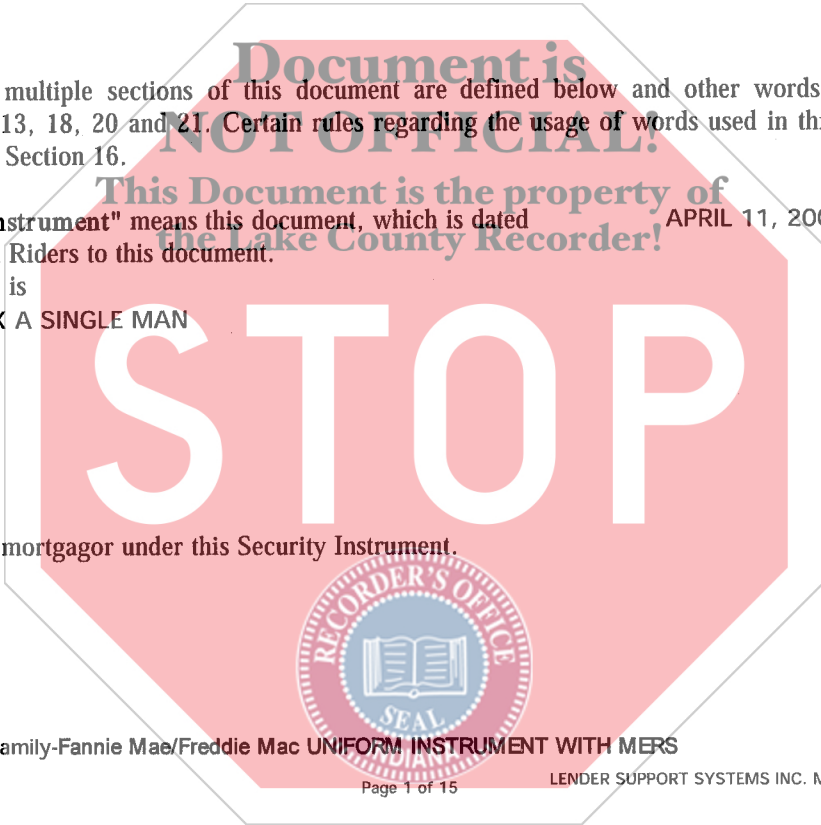 Document is
multiple sections of this document are defined below and other words
13, 18, 20 and 21. Certain rules regarding the usage of words used in
NOT OFFICIAL!
Section 16.
This Document is the property of
strument" means this document, which is dated APRIL 11, 200
the Lake County Recorder!
Riders to this document.
is
A SINGLE MAN
STOP
mortgagor under this Security Instrument.
RECORDER'S OFFICE
SEAL
INDIANA
amily-Fannie Mae/Freddie Mac UNIFORM INSTRUMENT WITH MERS
Page 1 of 15
LENDER SUPPORT SYSTEMS INC.